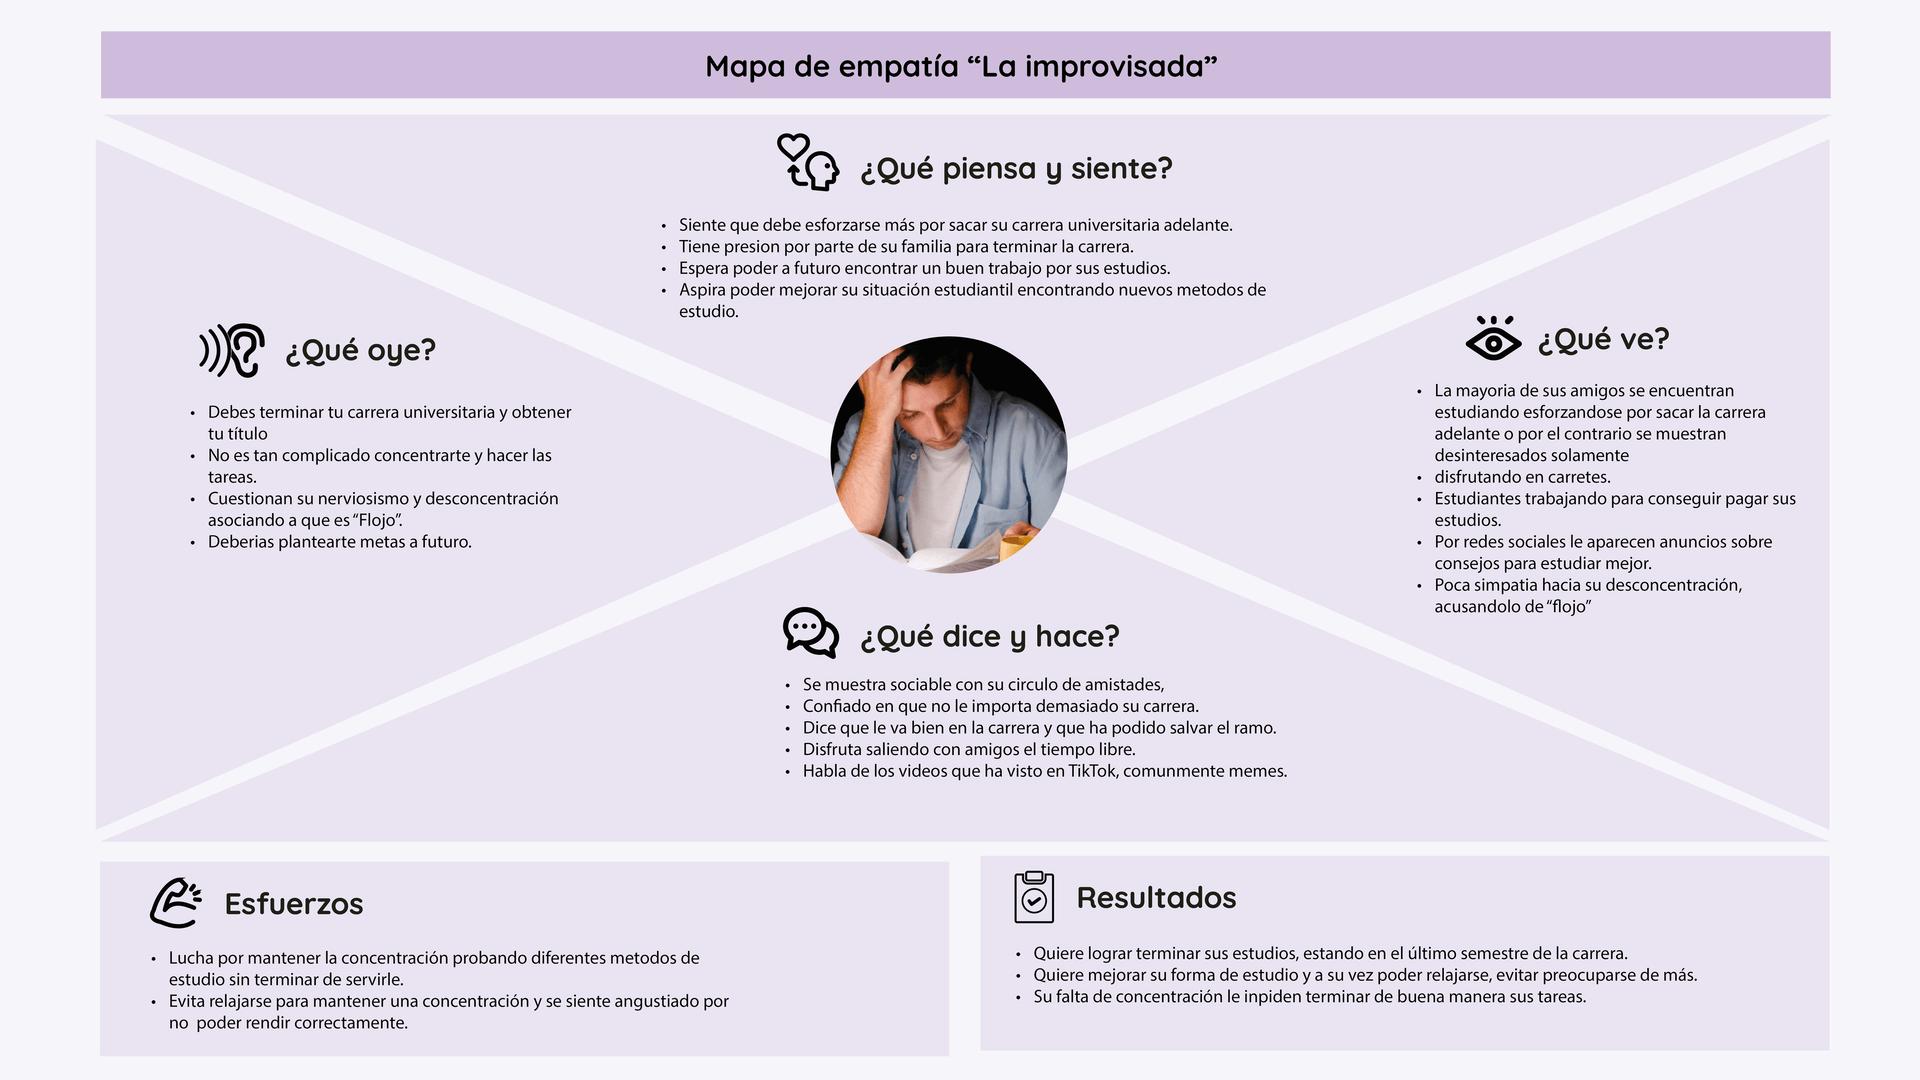 Mapa de empatía “La improvisada”
¿Qué piensa y siente?
• Siente que debe esforzarse más por sacar su carrera universitaria adelante.
• Tiene presion por parte de su familia para terminar la carrera.
• Espera poder a futuro encontrar un buen trabajo por sus estudios.
• Aspira poder mejorar su situación estudiantil encontrando nuevos metodos de
estudio.
¿Qué oye?
• Debes terminar tu carrera universitaria y obtener
tu título
• No es tan complicado concentrarte y hacer las
tareas.
• Cuestionan su nerviosismo y desconcentración
asociando a que es “Flojo”.
• Deberias plantearte metas a futuro.
¿Qué ve?
• La mayoria de sus amigos se encuentran
estudiando esforzandose por sacar la carrera
adelante o por el contrario se muestran
desinteresados solamente
• disfrutando en carretes.
• Estudiantes trabajando para conseguir pagar sus
estudios.
• Por redes sociales le aparecen anuncios sobre
consejos para estudiar mejor.
• Poca simpatia hacia su desconcentración,
acusandolo de “flojo”
¿Qué dice y hace?
• Se muestra sociable con su circulo de amistades,
• Confiado en que no le importa demasiado su carrera.
• Dice que le va bien en la carrera y que ha podido salvar el ramo.
• Disfruta saliendo con amigos el tiempo libre.
• Habla de los videos que ha visto en TikTok, comunmente memes.
Esfuerzos
• Lucha por mantener la concentración probando diferentes metodos de
estudio sin terminar de servirle.
• Evita relajarse para mantener una concentración y se siente angustiado por
no  poder rendir correctamente.
Resultados
• Quiere lograr terminar sus estudios, estando en el último semestre de la carrera.
• Quiere mejorar su forma de estudio y a su vez poder relajarse, evitar preocuparse de más.
• Su falta de concentración le inpiden terminar de buena manera sus tareas.